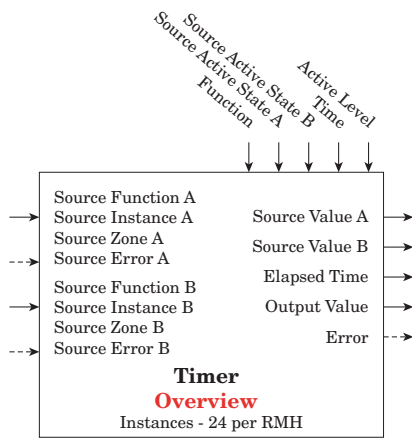 Function
Source Active State A
Source Active State B
Time
Active Level
Source Function A
Source Instance A
Source Zone A
Source Error A
Source Function B
Source Instance B
Source Zone B
Source Error B
Source Value A
Source Value B
Elapsed Time
Output Value
Error
Timer
Overview
Instances - 24 per RMH